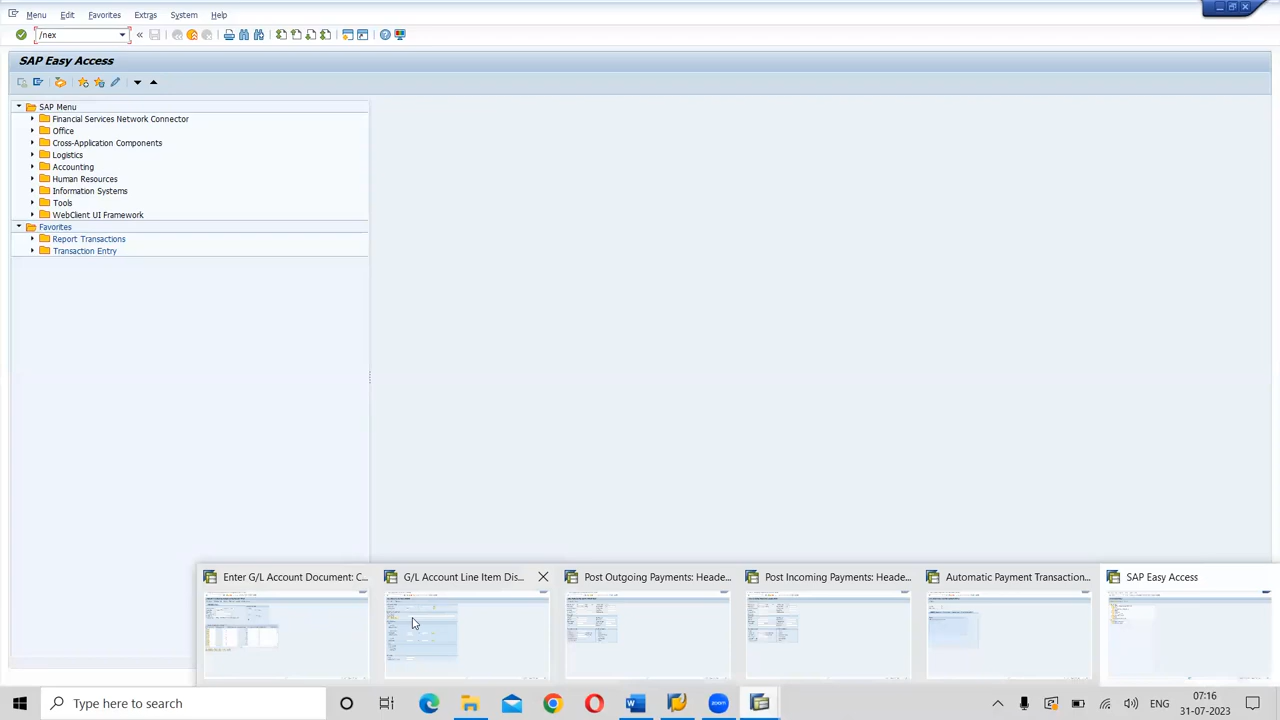 Menu Edit Favorites Extras System Help
/nex
SAP Easy Access
SAP Menu
Financial Services Network Connector
Office
Cross-Application Components
Logistics
Accounting
Human Resources
Information Systems
Tools
WebClient UI Framework
Favorites
Report Transactions
Transaction Entry
Enter G/L Account Document: C... G/L Account Line Item Dis... Post Outgoing Payments: Heade... Post Incoming Payments: Heade... Automatic Payment Transaction... SAP Easy Access
Type here to search zoom ENG 07:16
31-07-2023